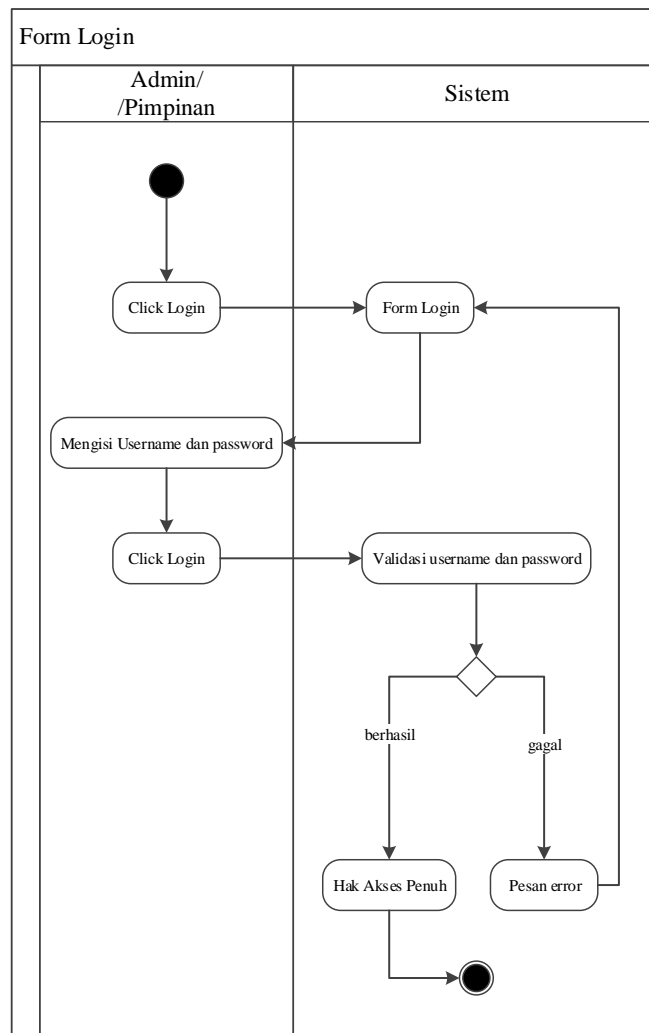 Form Login
Admin/
/Pimpinan
Sistem
Click Login
Form Login
Mengisi Username dan password
Click Login
Validasi username dan password
berhasil
gagal
Hak Akses Penuh
Pesan error